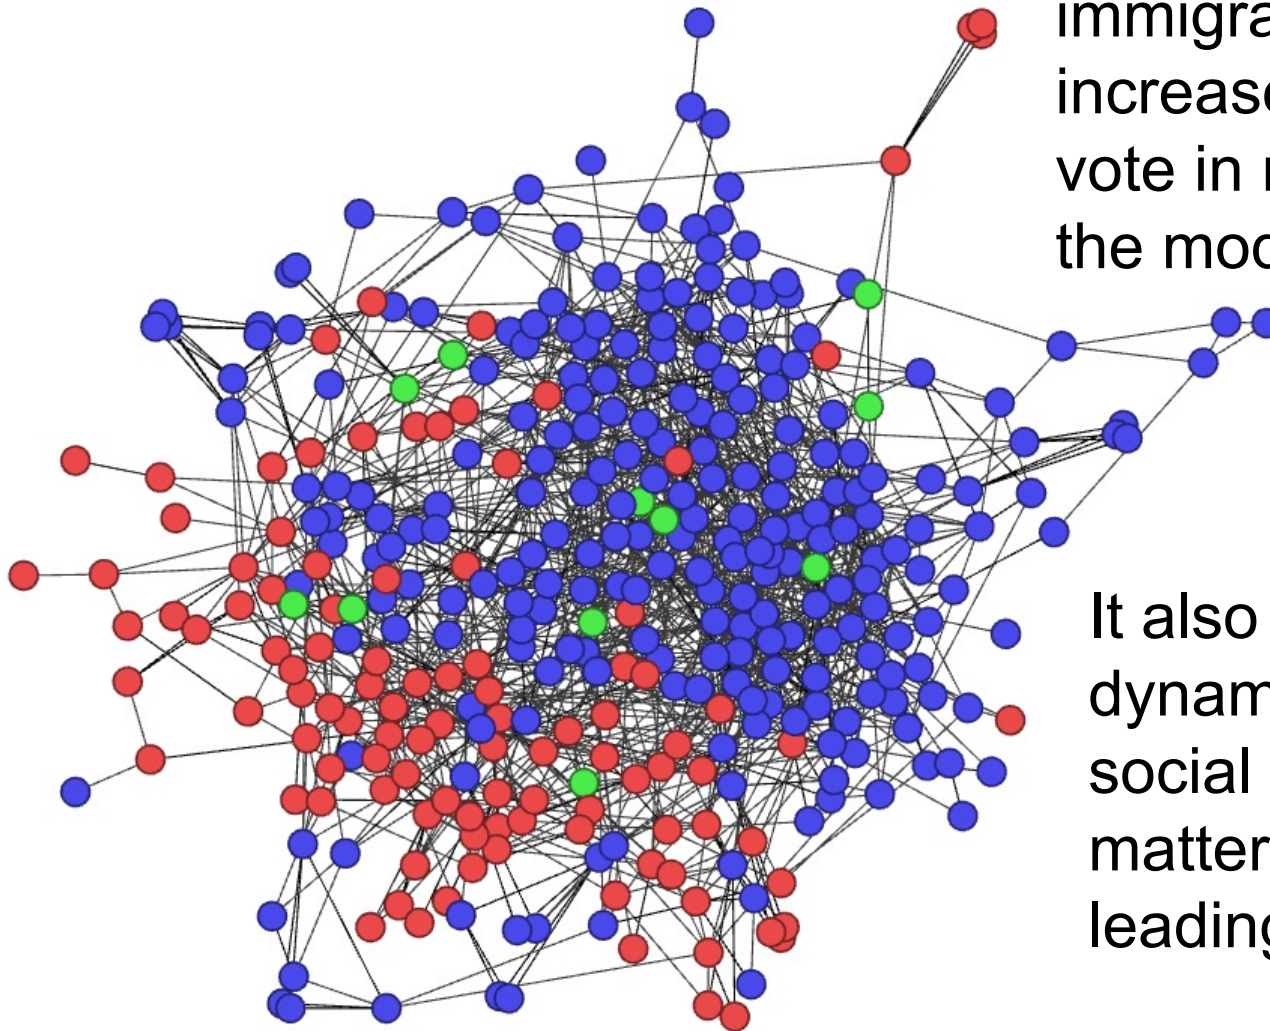 immigra
increase
vote in
the mod
It also
dynam
social
matter
leading